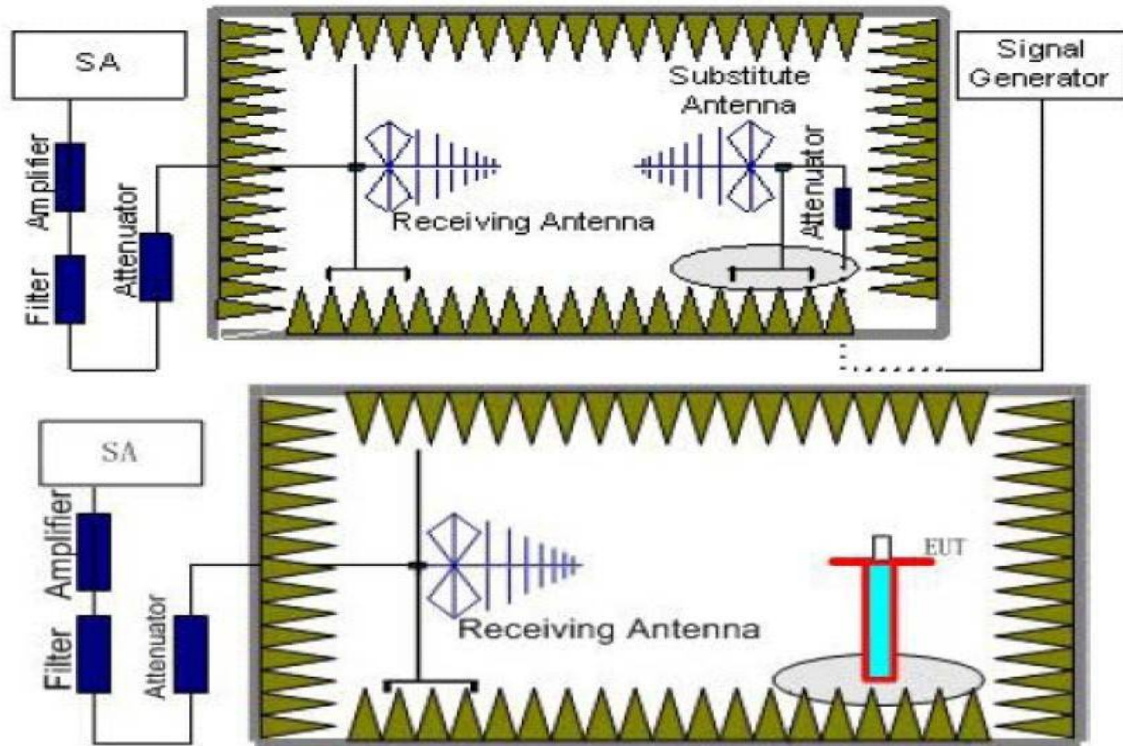 SA
Signal
Generator
Substitute
Antenna
Amplifier
Filter
Attenuator
Receiving Antenna
Attenuator
SA
Amplifier
Filter
Attenuator
Receiving Antenna
EUT